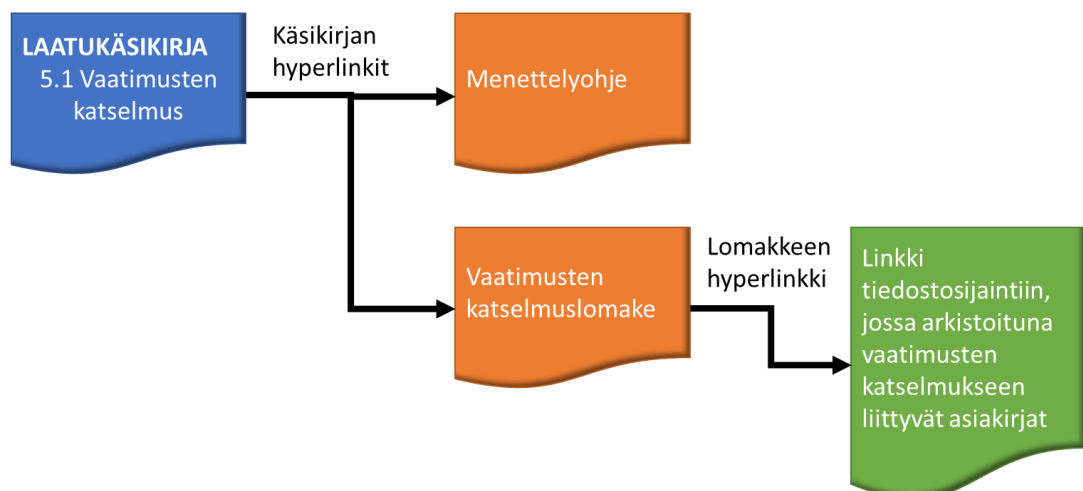 LAATUKÄSIKIRJA
5.1 Vaatimusten
katselmus
Käsikirjan
hyperlinkit
Menettelyohje
Vaatimusten
katselmuslomake
Lomakkeen
hyperlinkki
Linkki
tiedostosijaintiin,
jossa arkistoituna
vaatimusten
katselmukseen
liittyvät asiakirjat